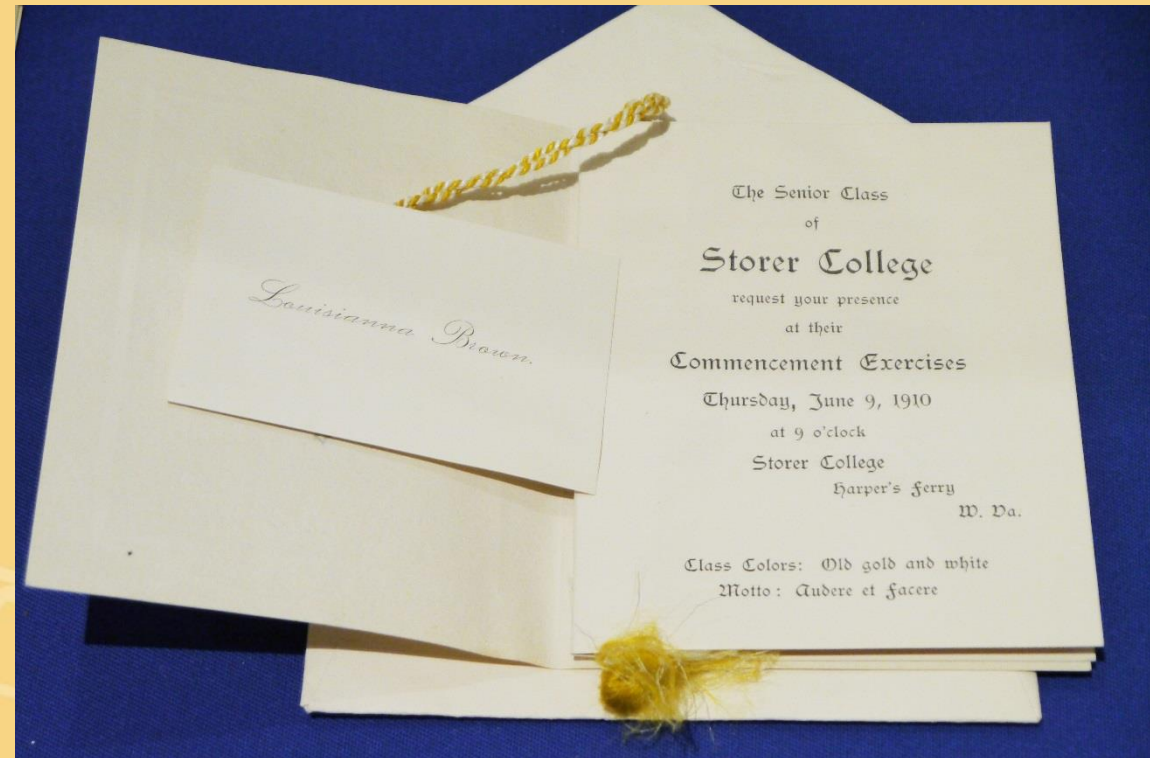 Louisianna Brown.
The Senior Class
of
Storer College
request your presence
at their
Commencement Exercises
Thursday, June 9, 1910
at 9 o'clock
Storer College
Harper's Ferry
W. Va.
Class Colors: Old gold and white
Motto: Audere et Facere